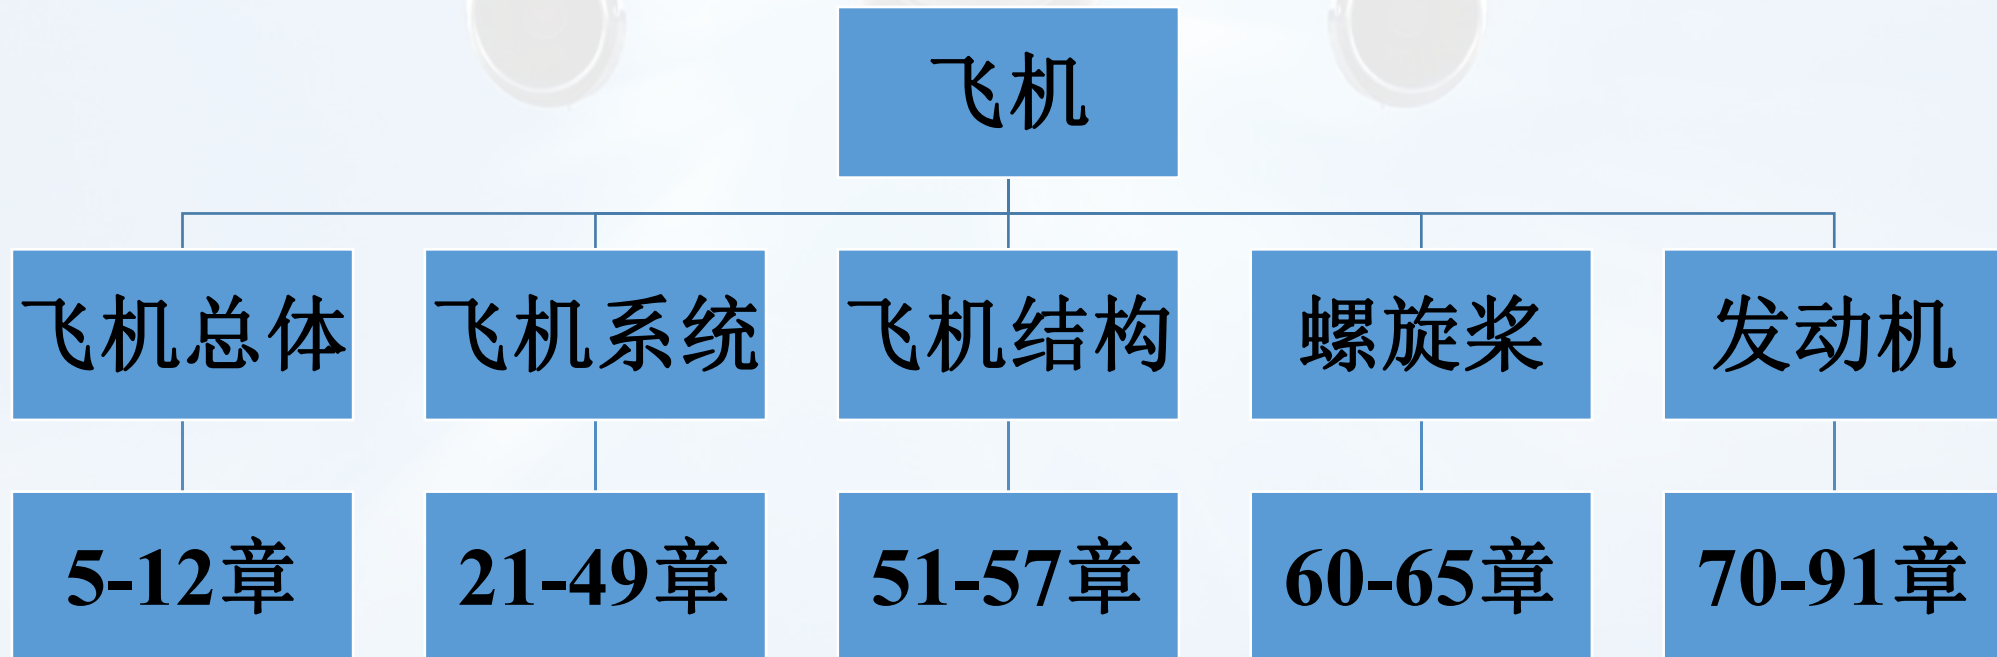 飞机
飞机总体
飞机系统
飞机结构
螺旋桨
发动机
5-12章
21-49章
51-57章
60-65章
70-91章